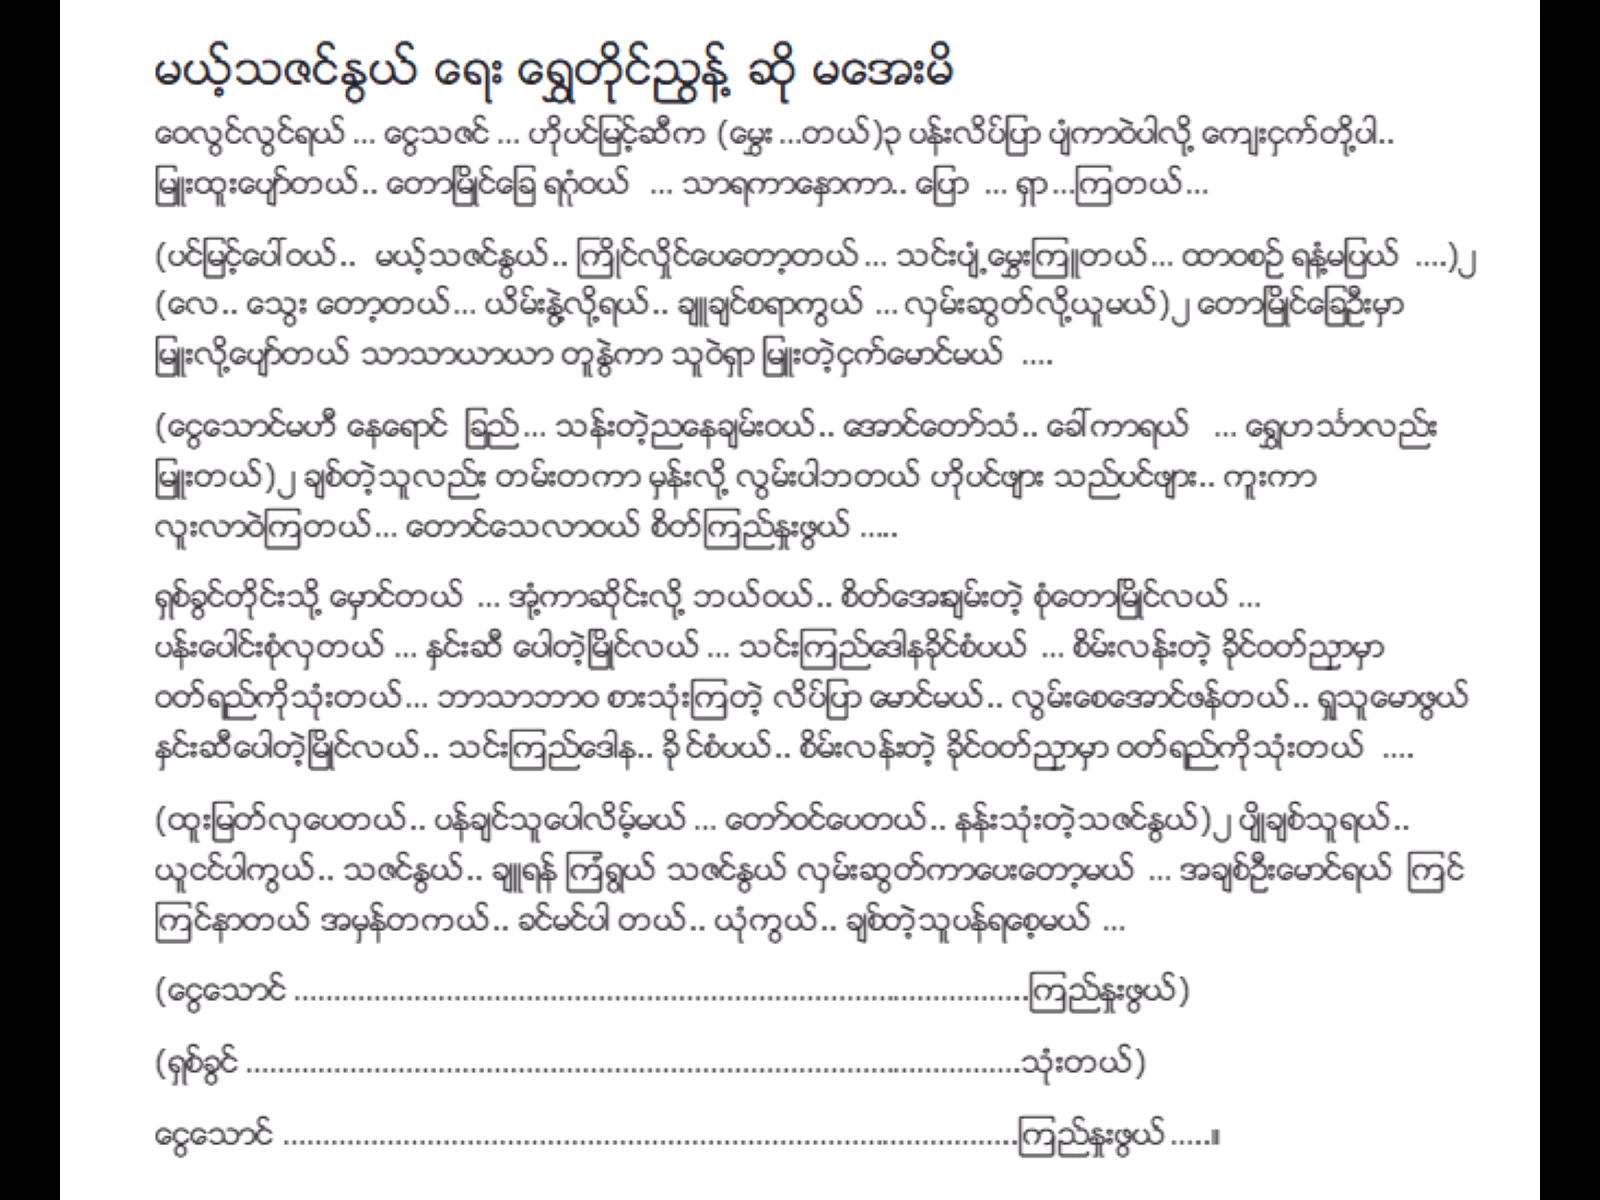 မယ့်သဇင်နွယ် ရေး ရွှေတိုင်ညွန့် ဆို မအေးမိ
ဝေလွင်လွင်ရယ် ... ငွေသဇင် ... ဟိုပင်မြင့်ဆီက (မွှေး ...တယ်)၃ ပန်းလိပ်ပြာ ပျံကာဝဲပါလို့ ကျေးငှက်တို့ပါ..
မြူးထူးပျော်တယ်.. တောမြိုင်ခြေ ရဂုံဝယ် ... သာရကာနှောကာ.. ပြော ... ရှာ ...ကြတယ်...
(ပင်မြင့်ပေါ်ဝယ်.. မယ့်သဇင်နွယ်.. ကြိုင်လှိုင်ပေတော့တယ် ... သင်းပျံ့မွှေးကြူတယ်... ထာဝစဉ် ရနံ့မပြယ် ....)၂
(လေ.. သွေး တော့တယ်... ယိမ်းနွဲ့လို့ရယ်.. ချူချင်စရာကွယ် ... လှမ်းဆွတ်လို့ယူမယ်)၂ တောမြိုင်ခြေဦးမှာ
မြူးလို့ပျော်တယ် သာသာယာယာ တူနွဲကာ သူဝဲရှာ မြူးတဲ့ငှက်မောင်မယ် ....
(ငွေသောင်မဟီ နေရောင် ခြည်... သန်းတဲ့ညနေချမ်းဝယ်.. အောင်တော်သံ.. ခေါ်ကာရယ် ... ရွှေဟင်္သာလည်း
မြူးတယ်)၂ ချစ်တဲ့သူလည်း တမ်းတကာ မှန်းလို့ လွမ်းပါဘတယ် ဟိုပင်ဖျား သည်ပင်ဖျား.. ကူးကာ
လူးလာဝဲကြတယ်... တောင်သေလာဝယ် စိတ်ကြည်နူးဖွယ် .....
ရှစ်ခွင်တိုင်းသို့ မှောင်တယ် ... အုံ့ကာဆိုင်းလို့ ဘယ်ဝယ်.. စိတ်အေးချမ်းတဲ့ စုံတောမြိုင်လယ် ...
ပန်းပေါင်းစုံလှတယ် ... နှင်းဆီ ပေါတဲ့မြိုင်လယ် ... သင်းကြည်ဒေါနခိုင်စံပယ် ... စိမ်းလန်းတဲ့ ခိုင်ဝတ်ညှာမှာ
ဝတ်ရည်ကိုသုံးတယ်... ဘာသာဘာဝ စားသုံးကြတဲ့ လိပ်ပြာ မောင်မယ်.. လွမ်းစေအောင်ဖန်တယ်.. ရှုသူမောဖွယ်
နှင်းဆီပေါတဲ့မြိုင်လယ်.. သင်းကြည်ဒေါန.. ခိုင်စံပယ်.. စိမ်းလန်းတဲ့ ခိုင်ဝတ်ညှာမှာ ဝတ်ရည်ကိုသုံးတယ် ....
(ထူးမြတ်လှပေတယ်.. ပန်ချင်သူပေါလိမ့်မယ် ... တော်ဝင်ပေတယ်.. နန်းသုံးတဲ့သဇင်နွယ်)၂ ပျိုချစ်သူရယ်..
ယူငင်ပါကွယ်.. သဇင်နွယ်.. ချူရန် ကြံရွယ် သဇင်နွယ် လှမ်းဆွတ်ကာပေးတော့မယ် ... အချစ်ဦးမောင်ရယ် ကြင်
ကြင်နာတယ် အမှန်တကယ်.. ခင်မင်ပါ တယ်.. ယုံကွယ်.. ချစ်တဲ့သူပန်ရစေ့မယ် ...
(ငွေသောင် ............................................................................................ကြည်နူးဖွယ်)
(ရှစ်ခွင် .................................................................................................သုံးတယ်)
ငွေသောင် ............................................................................................ကြည်နူးဖွယ် .....။